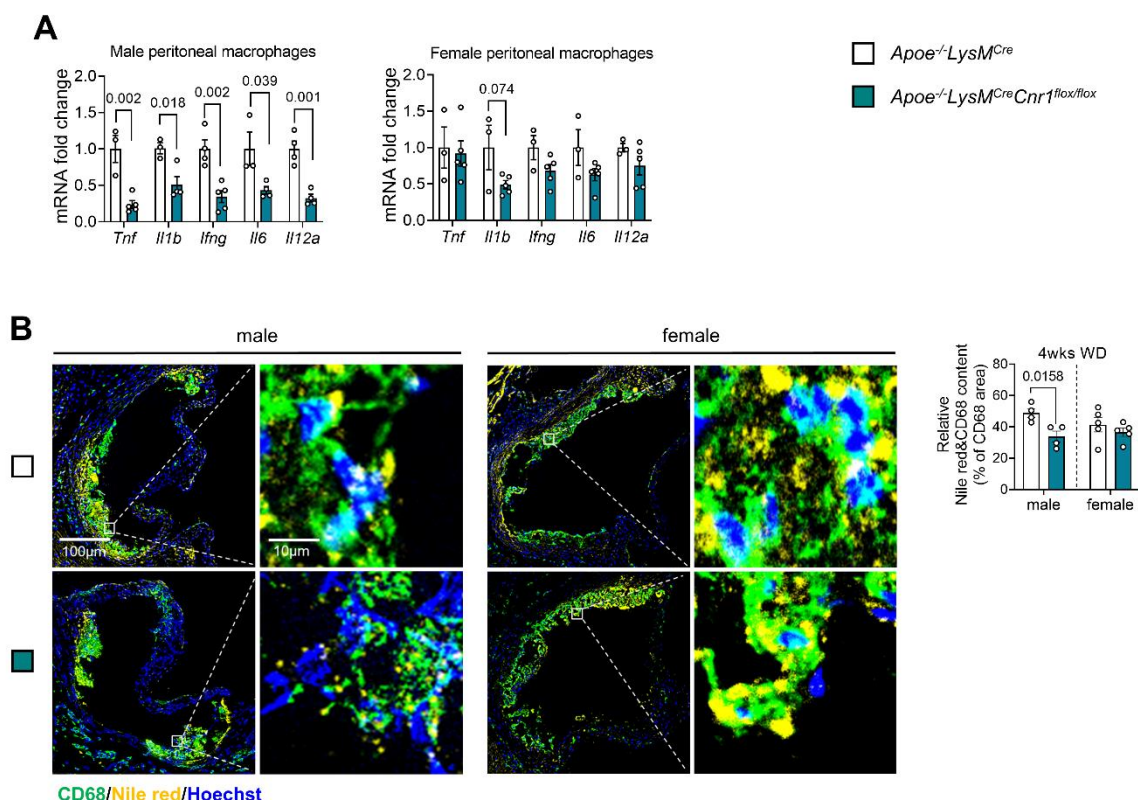 A
Male peritoneal macrophages
mRNA fold change
2.0
1.5
1.0
0.5
0.0
0.002
0.018
0.002
0.039
0.001
Tnf
Il1b
Ifng
Il6
Il12a
Female peritoneal macrophages
mRNA fold change
2.0
1.5
1.0
0.5
0.0
0.074
Tnf
Il1b
Ifng
Il6
Il12a
Apoe-/-LysMCre
Apoe-/-LysMCreCnr1flox/flox
B
male
female
100µm
10µm
CD68/Nile red/Hoechst
4wks WD
Relative
Nile red&CD68 content
(% of CD68 area)
100
80
60
40
20
0
0.0158
male
female